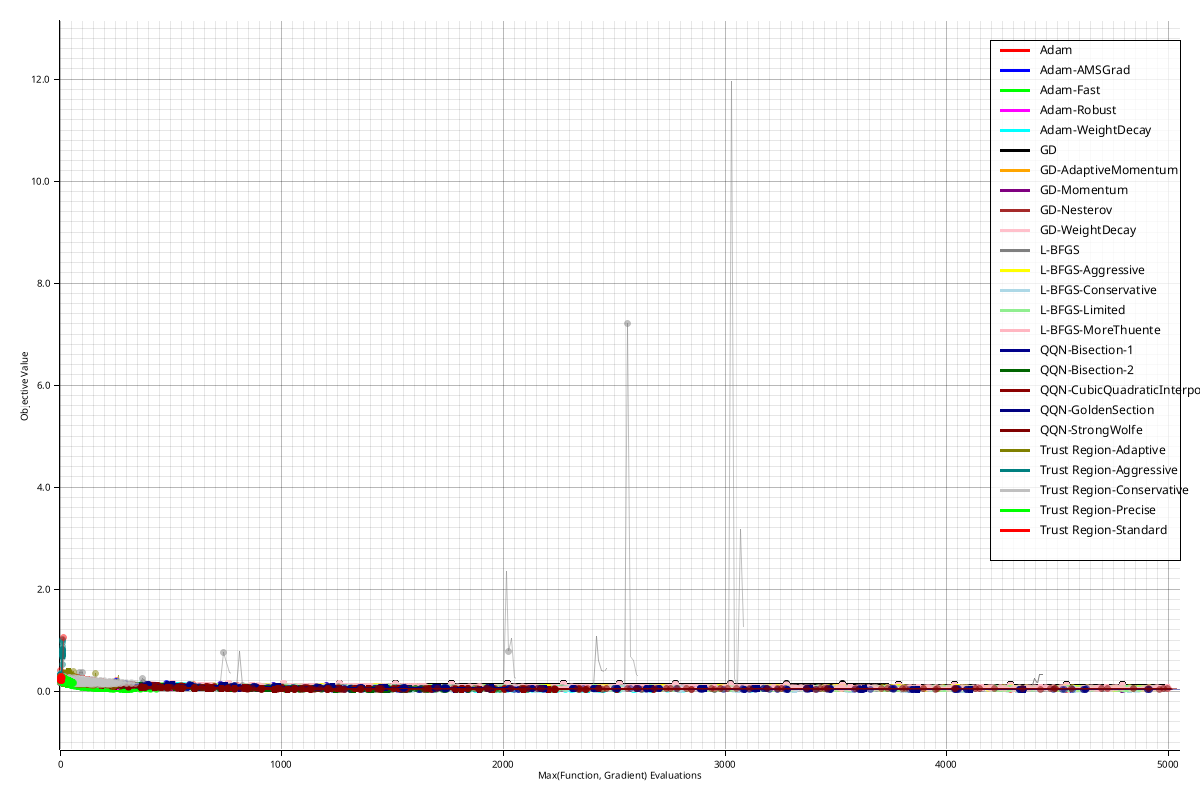 12.0
10.0
8.0
6.0
4.0
2.0
0.0
Objective Value
0
1000
2000
3000
4000
5000
Max(Function, Gradient) Evaluations
Adam
Adam-AMSGrad
Adam-Fast
Adam-Robust
Adam-WeightDecay
GD
GD-AdaptiveMomentum
GD-Momentum
GD-Nesterov
GD-WeightDecay
L-BFGS
L-BFGS-Aggressive
L-BFGS-Conservative
L-BFGS-Limited
L-BFGS-MoreThuente
QQN-Bisection-1
QQN-Bisection-2
QQN-CubicQuadraticInterpo
QQN-GoldenSection
QQN-StrongWolfe
Trust Region-Adaptive
Trust Region-Aggressive
Trust Region-Conservative
Trust Region-Precise
Trust Region-Standard